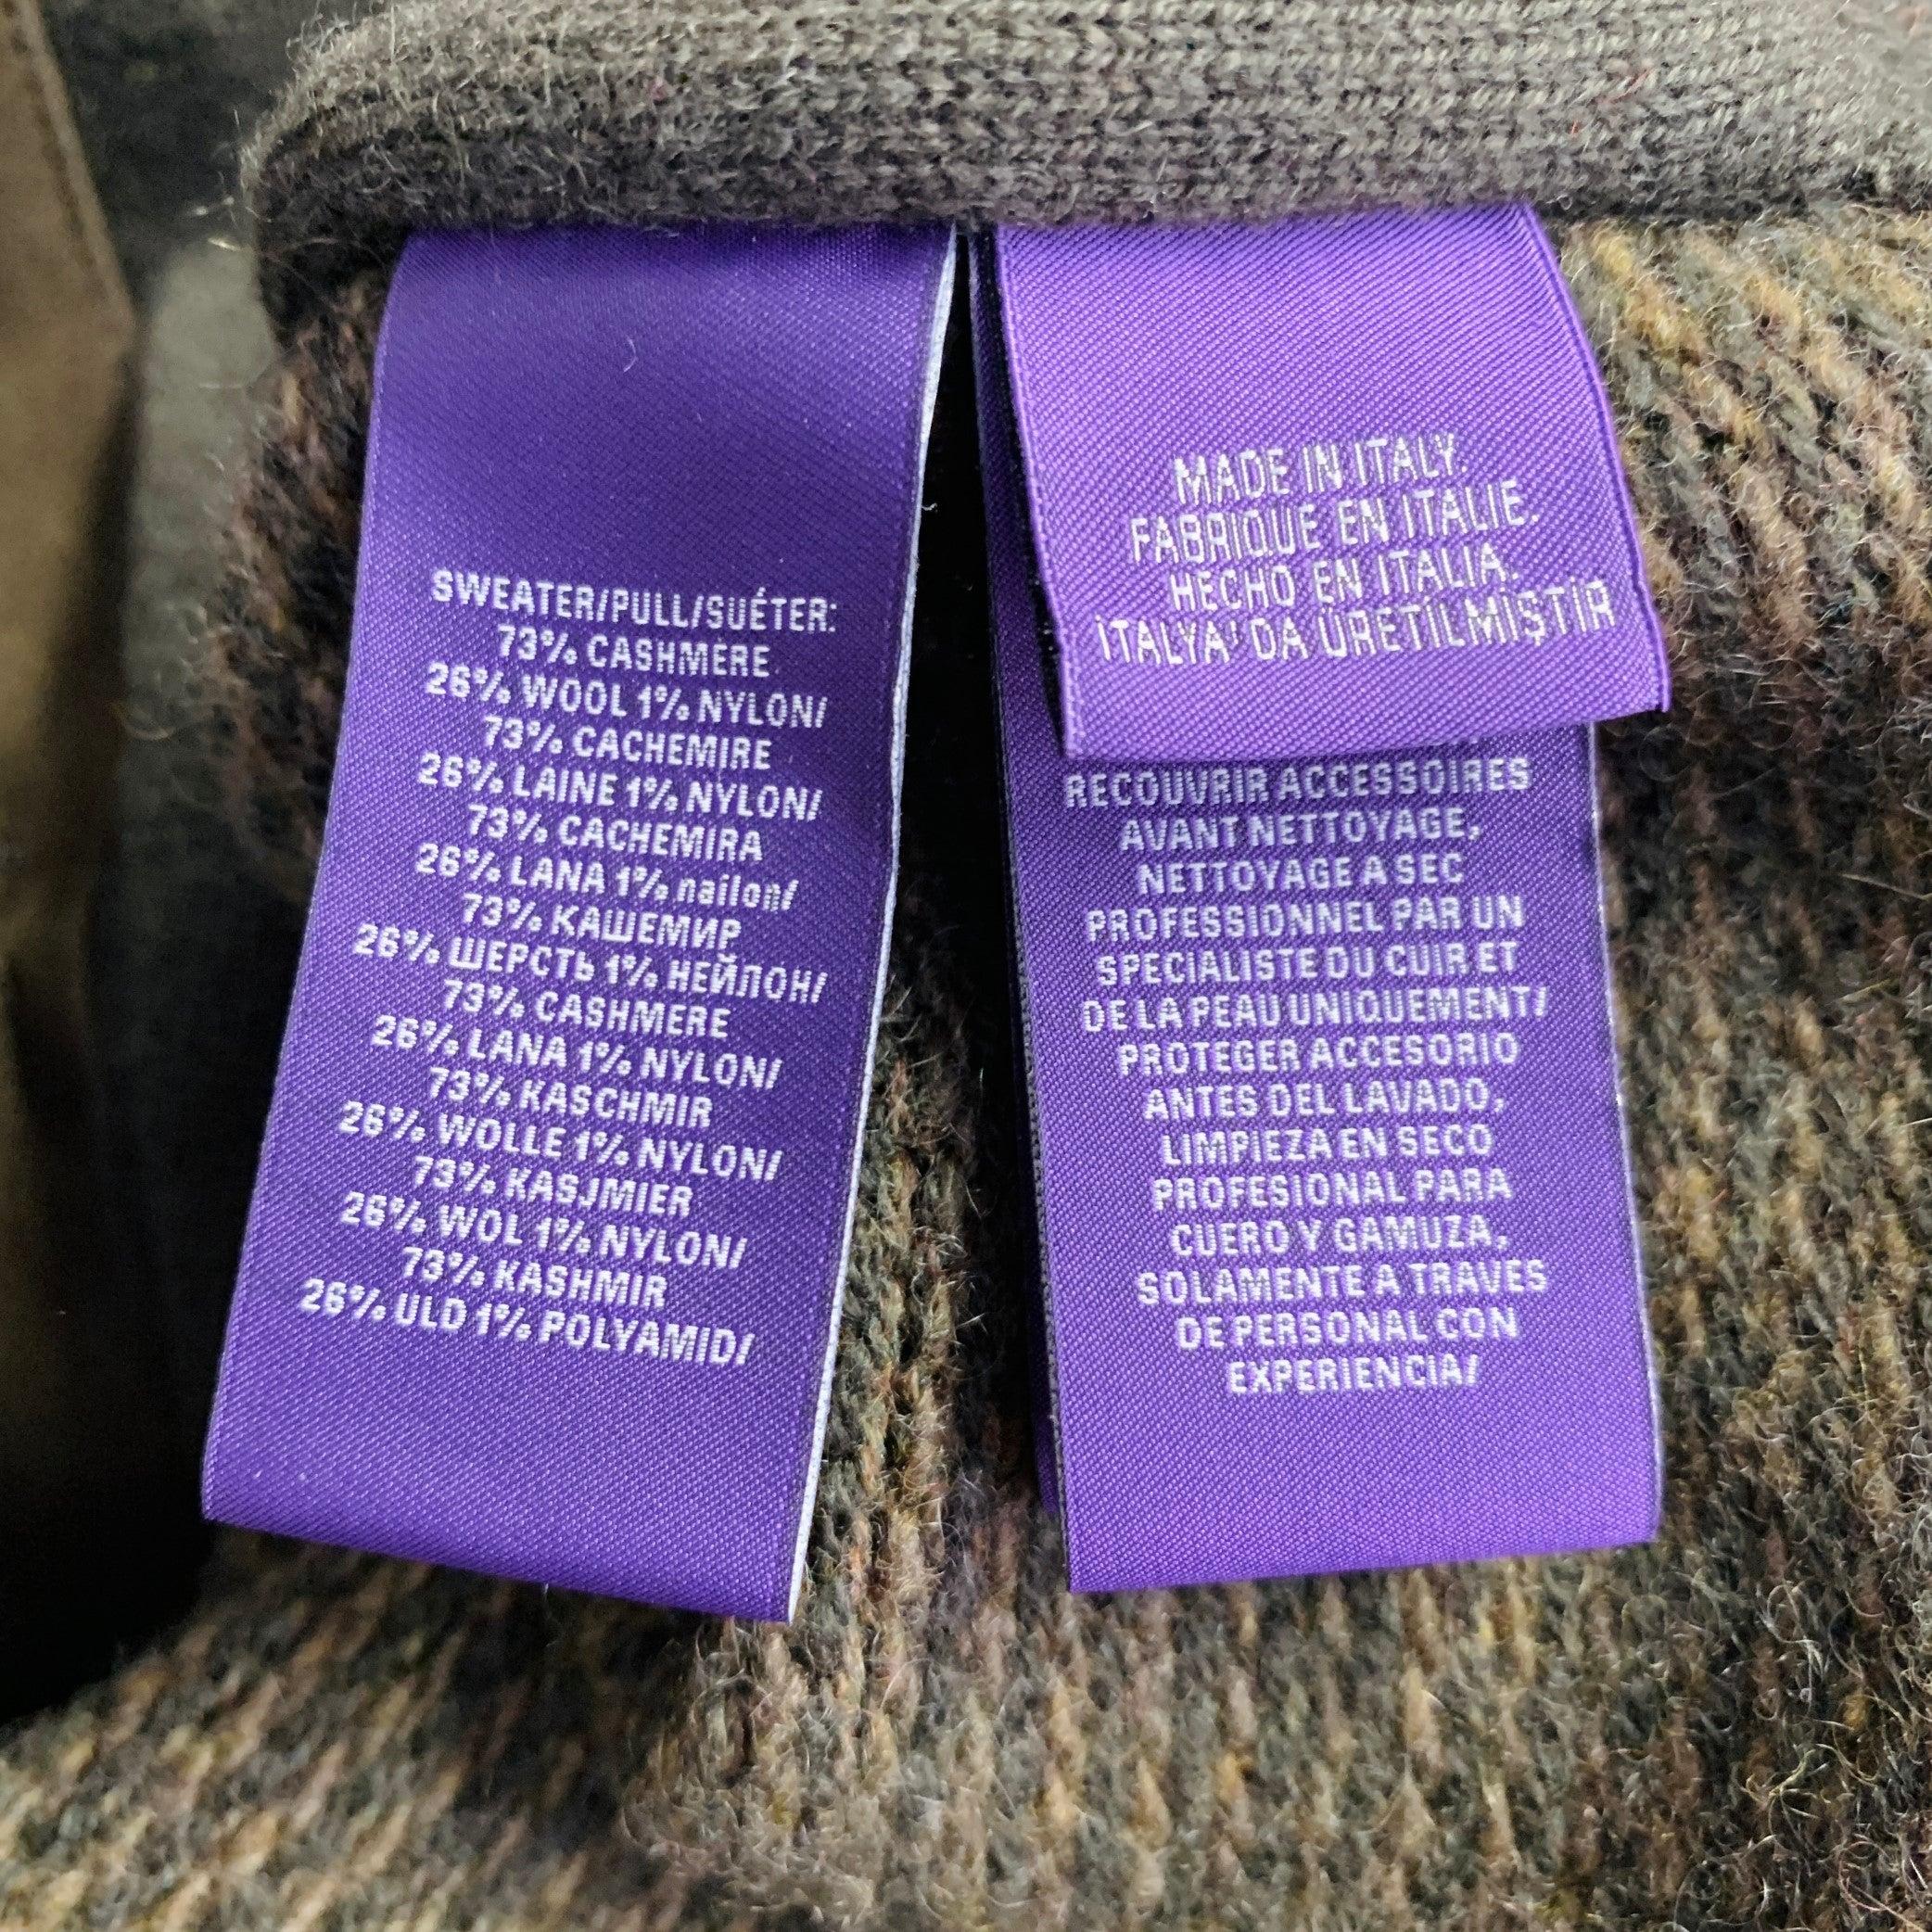 SWEATER/PULL/SUÉTER:
73% CASHMERE
26% WOOL 1% NYLON/
73% CACHEMIRE
26% LAINE 1% NYLON/
73% CACHEMIRA
26% LANA 1% nailon/
73% КАШЕМИР
26% ШЕРСТЬ 1% НЕЙЛОН/
73% CASHMERE
26% LANA 1% NYLON/
73% KASCHMIR
26% WOLLE 1% NYLON/
73% KASJMIER
26% WOL 1% NYLON/
73% KASHMIR
26% ULD 1% POLYAMID/
MADE IN ITALY.
FABRIQUE EN ITALIE.
HECHO EN ITALIA.
İTALYA' DA ÜRETİLMİŞTİR
RECOUVRIR ACCESSOIRES
AVANT NETTOYAGE,
NETTOYAGE A SEC
PROFESSIONNEL PAR UN
SPECIALISTE DU CUIR ET
DE LA PEAU UNIQUEMENT/
PROTEGER ACCESORIO
ANTES DEL LAVADO,
LIMPIEZA EN SECO
PROFESIONAL PARA
CUERO Y GAMUZA,
SOLAMENTE A TRAVES
DE PERSONAL CON
EXPERIENCIA/